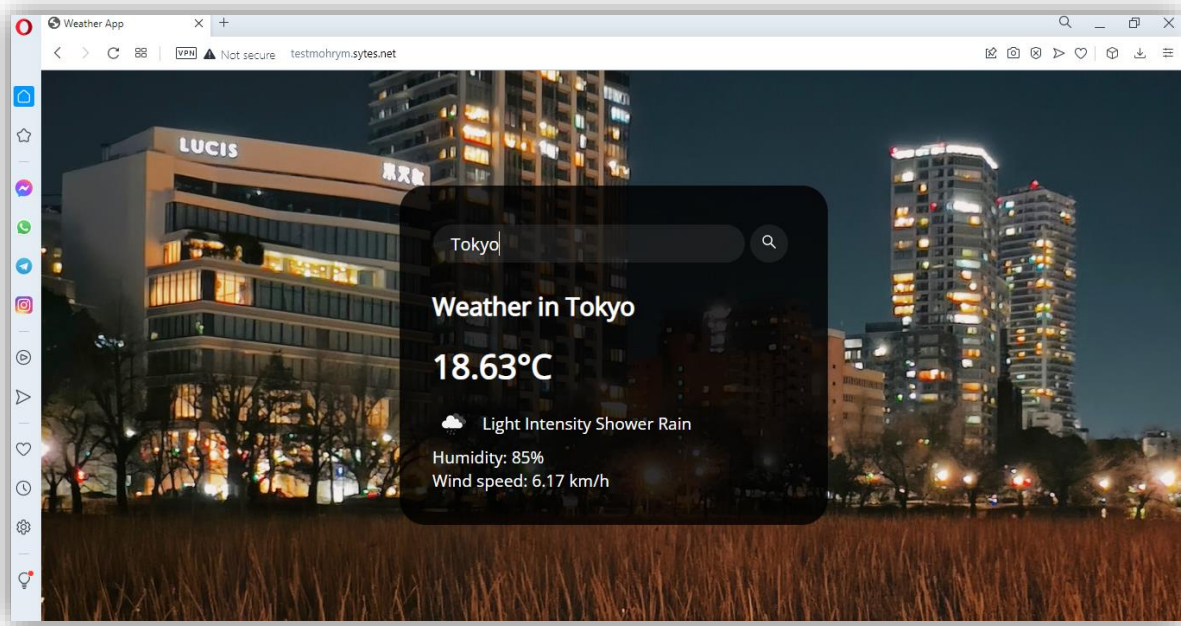 Weather App
VPN
Not secure
testmohrym.sytes.net
LUCIS
Tokyo
Weather in Tokyo
18.63°C
Light Intensity Shower Rain
Humidity: 85%
Wind speed: 6.17 km/h